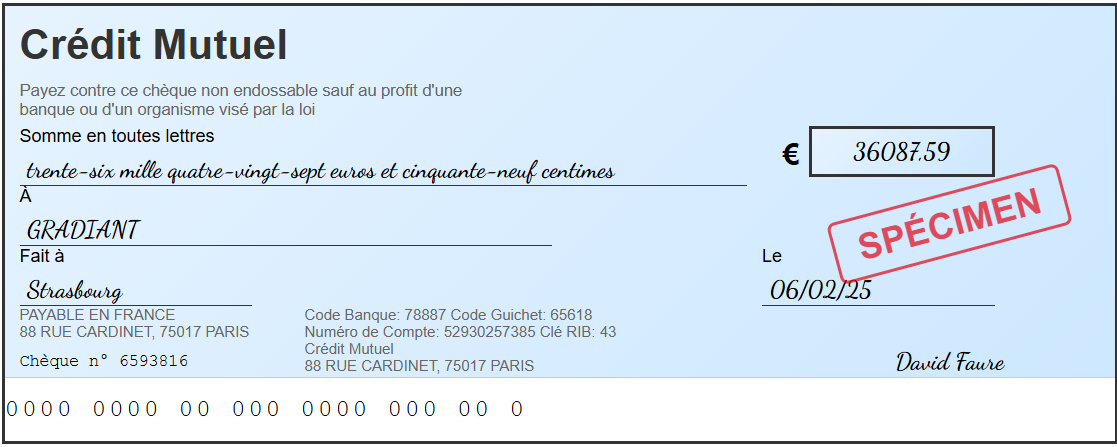 Crédit Mutuel
Payez contre ce chèque non endossable sauf au profit d'une
banque ou d'un organisme visé par la loi
Somme en toutes lettres
€ 36087.59
trente-six mille quatre-vingt-sept euros et cinquante-neuf centimes
À
GRADIANT
SPÉCIMEN
Fait à
Le
Strasbourg
06/02/25
PAYABLE EN FRANCE
88 RUE CARDINET, 75017 PARIS
Code Banque: 78887 Code Guichet: 65618
Numéro de Compte: 52930257385 Clé RIB: 43
Crédit Mutuel
88 RUE CARDINET, 75017 PARIS
Chèque n° 6593816
David Faure
0000 0000 00 000 0000 000 00 0